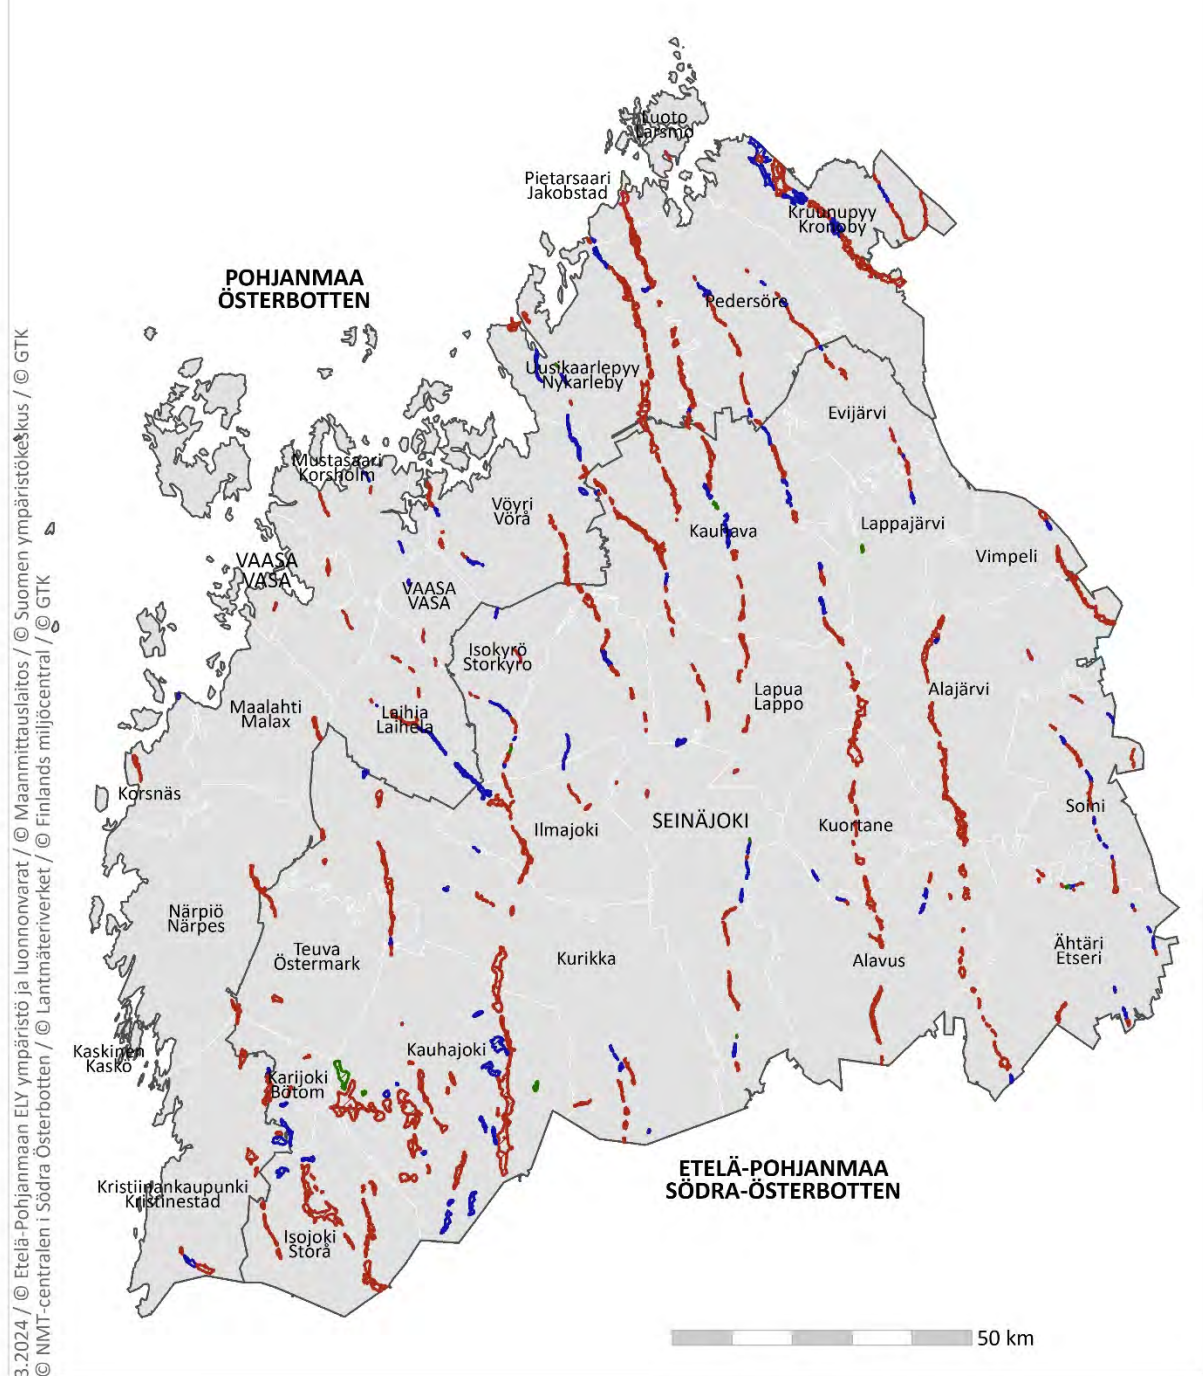 Luoto
Larsmo
Pietarsaari
Jakobstad
Kruunupyy
Kronoby
POHJANMAA
ÖSTERBOTTEN
Pedersöre
Uusikaarlepyy
Nykarleby
Evijärvi
Mustasaari
Korsholm
Vöyri
Vörå
Kauhava
Lappajärvi
Vimpeli
VAASA
VASA
VAASA
VASA
Isokyrö
Storkyro
Lapua
Lappo
Alajärvi
Maalahti
Malax
Laihia
Laihela
Korsnäs
Ilmajoki
SEINÄJOKI
Kuortane
Soini
Närpiö
Närpes
Teuva
Östermark
Kurikka
Alavus
Ähtäri
Etseri
Kaskinen
Kaskö
Kauhajoki
Karijoki
Bötom
ETELÄ-POHJANMAA
SÖDRA-ÖSTERBOTTEN
Kristiinankaupunki
Kristinestad
Isojoki
Storå
50 km
3.2024 / © Etelä-Pohjanmaan ELY ympäristö ja luonnonvarat / © Maanmittauslaitos / © Suomen ympäristökeskus / © GTK
© NMT-centralen i Södra Österbotten / © Lantmäteriverket / © Finlands miljöcentral / © GTK